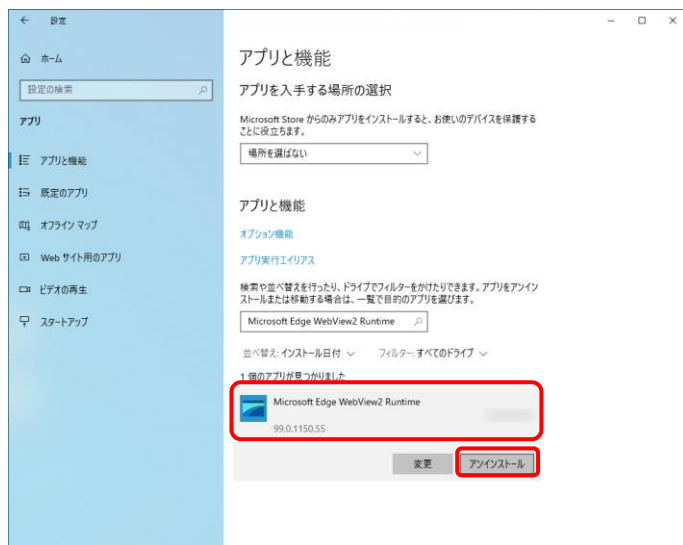 設定
ホーム
設定の検索
アプリ
アプリと機能
既定のアプリ
オフライン マップ
Web サイト用のアプリ
ビデオの再生
スタートアップ
アプリと機能
アプリを入手する場所の選択
Microsoft Store からのみアプリをインストールすると、お使いのデバイスを保護する
ことに役立ちます。
場所を選ばない
アプリと機能
オプション機能
アプリ実行エイリアス
検索や並べ替えを行ったり、ドライブでフィルターをかけたりできます。アプリをアンイン
ストールまたは移動する場合は、一覧で目的のアプリを選びます。
Microsoft Edge WebView2 Runtime
並べ替え: インストール日付 フィルター: すべてのドライブ
1 個のアプリが見つかりました
Microsoft Edge WebView2 Runtime
99.0.1150.55
変更 アンインストール